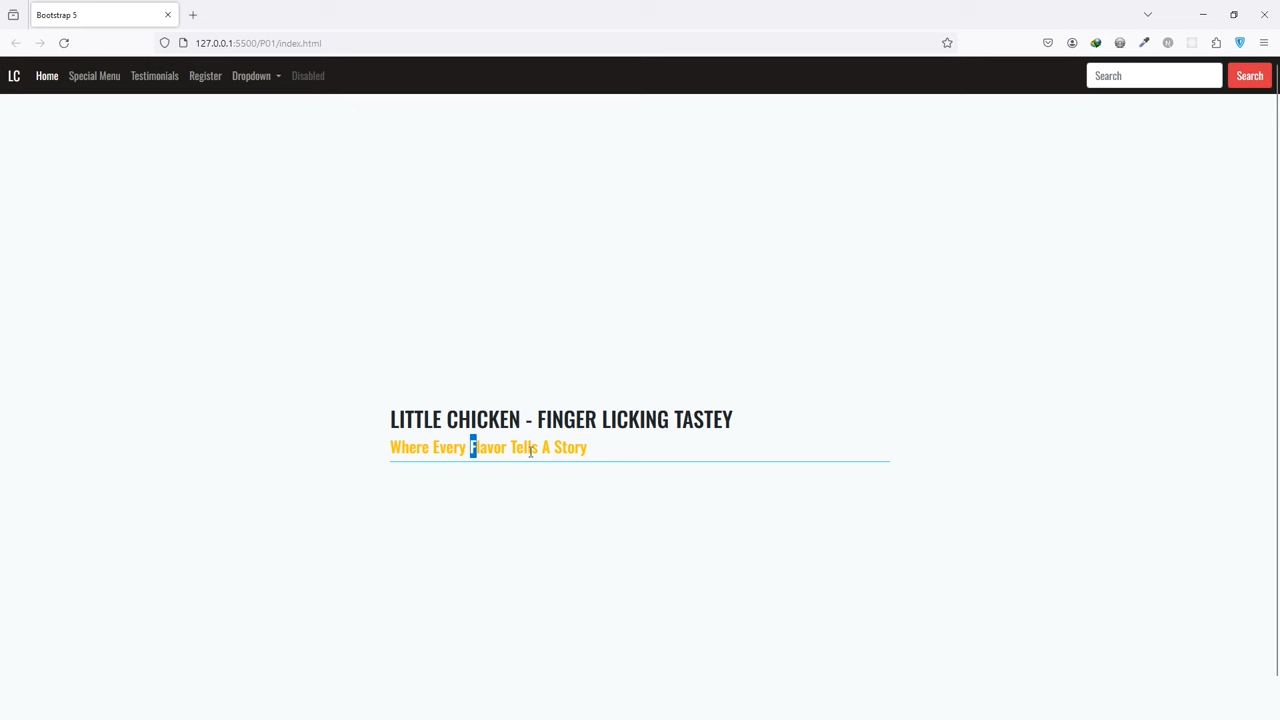 Bootstrap 5
127.0.0.1:5500/P01/index.html
LC Home Special Menu Testimonials Register Dropdown Disabled Search Search
LITTLE CHICKEN - FINGER LICKING TASTEY
Where Every Flavor Tells A Story